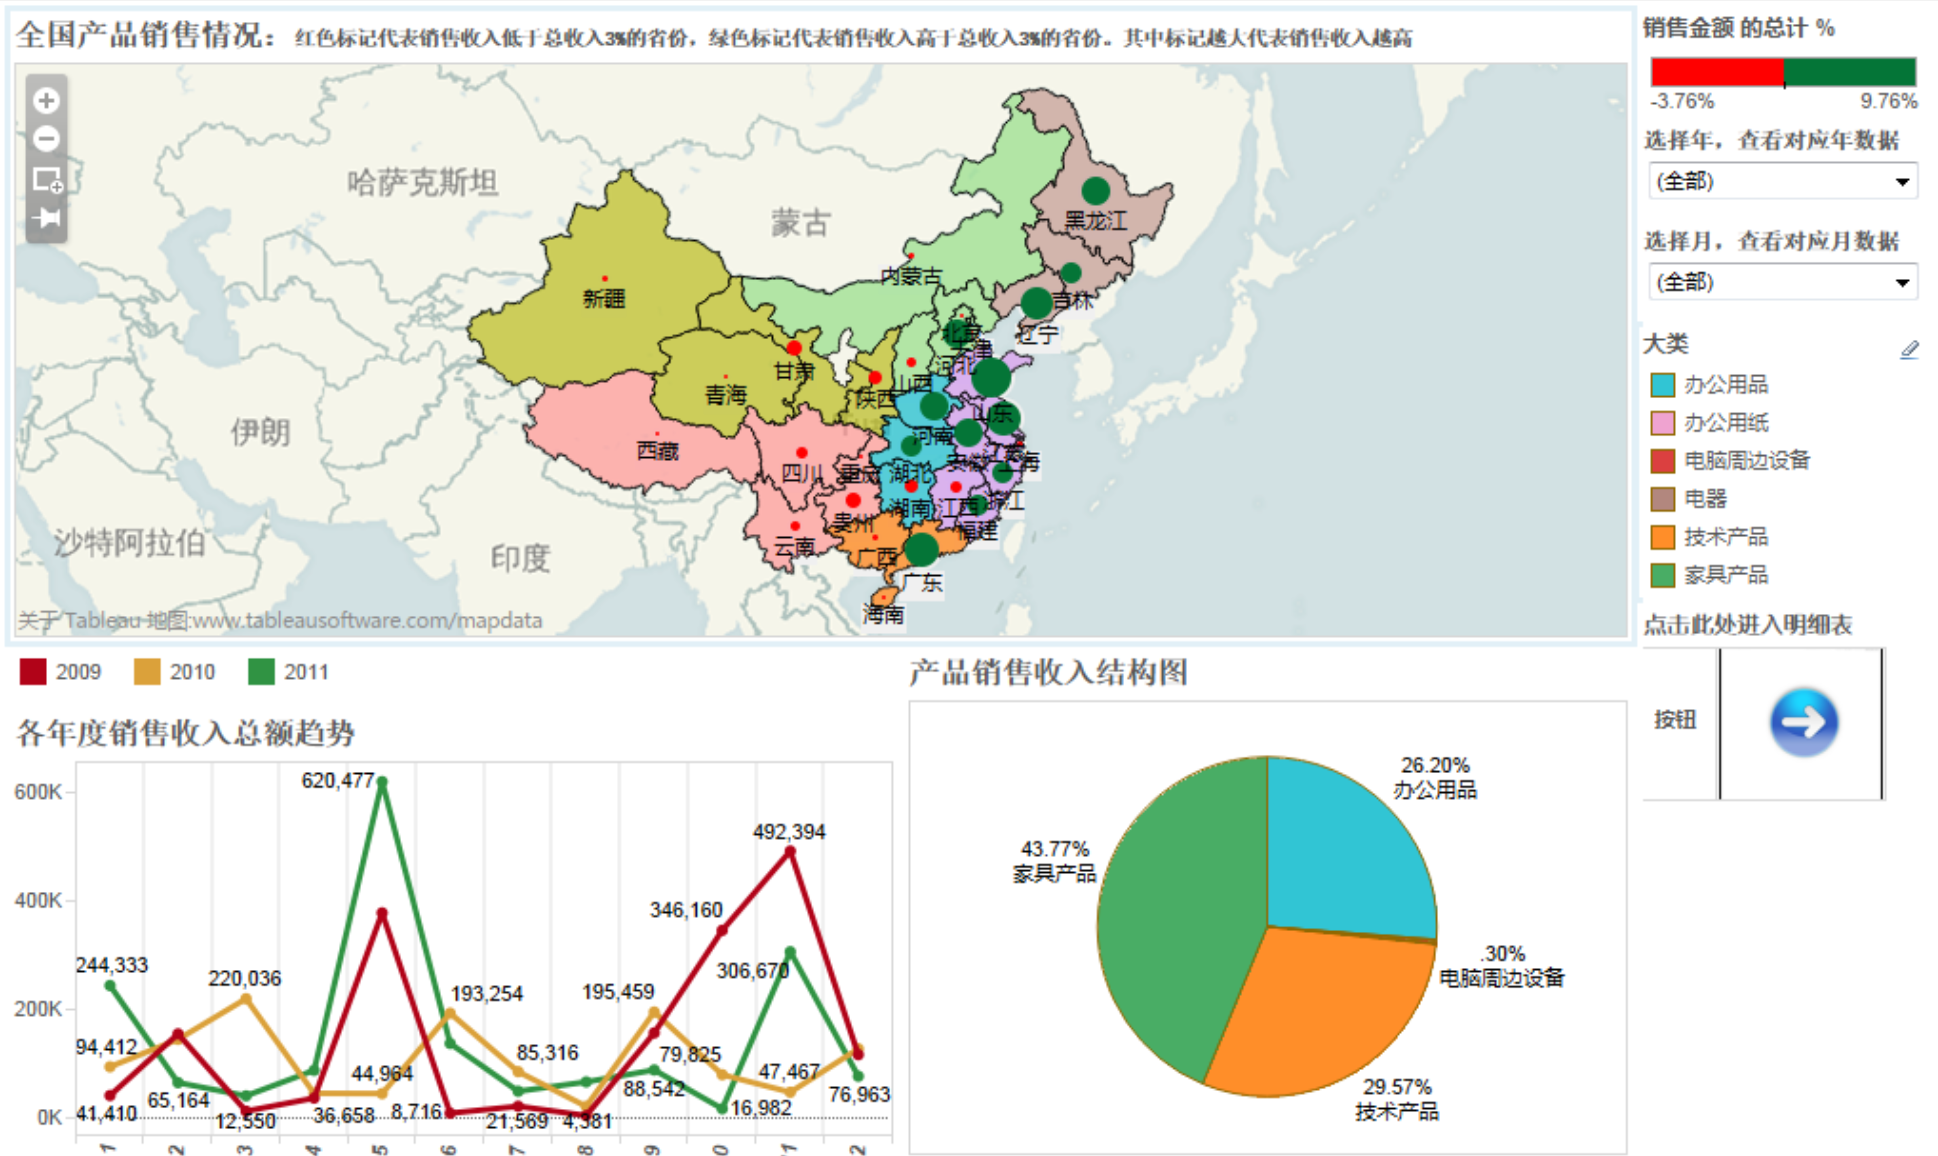 全国产品销售情况：红色标记代表销售收入低于总收入3%的省份，绿色标记代表销售收入高于总收入3%的省份。其中标记越大代表销售收入越高
哈萨克斯坦
蒙古
黑龙江
内蒙古
吉林
新疆
辽宁
北京
天津
河北
甘肃
山西
青海
陕西
山东
伊朗
河南
西藏
安徽
江苏
上海
四川
重庆
湖北
浙江
湖南
江西
贵州
福建
沙特阿拉伯
印度
云南
广西
广东
海南
关于 Tableau 地图:www.tableausoftware.com/mapdata
销售金额 的总计 %
-3.76%
9.76%
选择年，查看对应年数据
(全部)
选择月，查看对应月数据
(全部)
大类
办公用品
办公用纸
电脑周边设备
电器
技术产品
家具产品
点击此处进入明细表
按钮
2009
2010
2011
各年度销售收入总额趋势
600K
400K
200K
0K
620,477
492,394
346,160
244,333
220,036
193,254
195,459
306,670
94,412
85,316
79,825
47,467
44,964
88,542
76,963
65,164
41,410
12,550
36,658
8,716
21,569
4,381
16,982
1
2
3
4
5
6
7
8
9
0
1
2
产品销售收入结构图
26.20%
办公用品
43.77%
家具产品
.30%
电脑周边设备
29.57%
技术产品